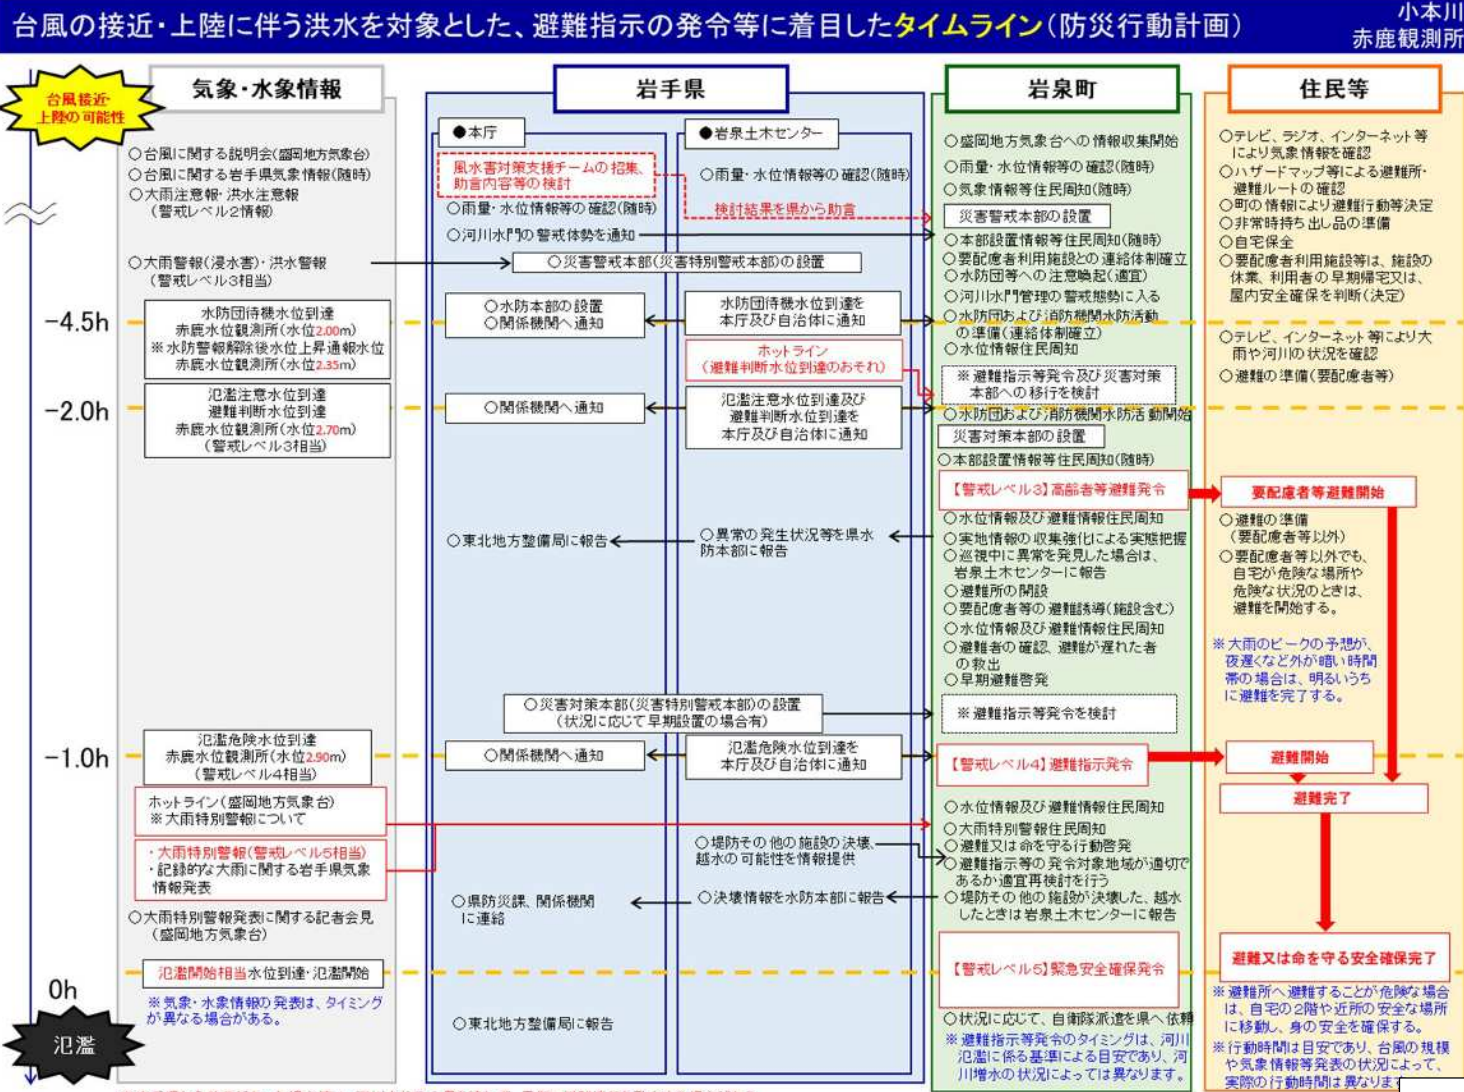 台風の接近・上陸に伴う洪水を対象とした、避難指示の発令等に着目したタイムライン(防災行動計画)
小本川
赤鹿観測所
台風接近・
上陸の可能性
気象・水象情報
○台風に関する説明会(盛岡地方気象台)
○台風に関する岩手県気象情報(随時)
○大雨注意報・洪水注意報
(警戒レベル2情報)
○大雨警報(浸水害)・洪水警報
(警戒レベル3相当)
-4.5h
水防団待機水位到達
赤鹿水位観測所(水位2.00m)
※水防警報解除後水位上昇通報水位
赤鹿水位観測所(水位2.35m)
-2.0h
氾濫注意水位到達
避難判断水位到達
赤鹿水位観測所(水位2.70m)
(警戒レベル3相当)
-1.0h
氾濫危険水位到達
赤鹿水位観測所(水位2.90m)
(警戒レベル4相当)
ホットライン(盛岡地方気象台)
※大雨特別警報について
・大雨特別警報(警戒レベル5相当)
・記録的な大雨に関する岩手県気象
情報発表
○大雨特別警報発表に関する記者会見
(盛岡地方気象台)
氾濫開始相当水位到達・氾濫開始
0h
※気象・水象情報の発表は、タイミング
が異なる場合がある。
氾濫
岩手県
●本庁
風水害対策支援チームの招集、
助言内容等の検討
○雨量・水位情報等の確認(随時)
○河川水門の警戒体勢を通知
●岩泉土木センター
○雨量・水位情報等の確認(随時)
検討結果を県から助言
○災害警戒本部(災害特別警戒本部)の設置
○水防本部の設置
○関係機関へ通知
水防団待機水位到達を
本庁及び自治体に通知
ホットライン
(避難判断水位到達のおそれ)
○関係機関へ通知
氾濫注意水位到達及び
避難判断水位到達を
本庁及び自治体に通知
○東北地方整備局に報告
○異常の発生状況等を県水
防本部に報告
○災害対策本部(災害特別警戒本部)の設置
(状況に応じて早期設置の場合有)
○関係機関へ通知
氾濫危険水位到達を
本庁及び自治体に通知
○堤防その他の施設の決壊、
越水の可能性を情報提供
○県防災課、関係機関
に連絡
○決壊情報を水防本部に報告
○東北地方整備局に報告
岩泉町
○盛岡地方気象台への情報収集開始
○雨量・水位情報等の確認(随時)
○気象情報等住民周知(随時)
災害警戒本部の設置
○本部設置情報等住民周知(随時)
○要配慮者利用施設との連絡体制確立
○水防団等への注意喚起(適宜)
○河川水門管理の警戒態勢に入る
○水防団および消防機関水防活動
の準備(連絡体制確立)
○水位情報住民周知
※避難指示等発令及び災害対策
本部への移行を検討
○水防団および消防機関水防活動開始
災害対策本部の設置
○本部設置情報等住民周知(随時)
【警戒レベル3】高齢者等避難発令
○水位情報及び避難情報住民周知
○実地情報の収集強化による実態把握
○巡視中に異常を発見した場合は、
岩泉土木センターに報告
○避難所の開設
○要配慮者等の避難誘導(施設含む)
○水位情報及び避難情報住民周知
○避難者の確認、避難が遅れた者
の救出
○早期避難啓発
※避難指示等発令を検討
【警戒レベル4】避難指示発令
○水位情報及び避難情報住民周知
○大雨特別警報住民周知
○避難又は命を守る行動啓発
○避難指示等の発令対象地域が適切で
あるか適宜再検討を行う
○堤防その他の施設が決壊した、越水
したときは岩泉土木センターに報告
【警戒レベル5】緊急安全確保発令
○状況に応じて、自衛隊派遣を県へ依頼
※避難指示等発令のタイミングは、河川
氾濫に係る基準による目安であり、河
川増水の状況によっては異なります。
住民等
○テレビ、ラジオ、インターネット等
により気象情報を確認
○ハザードマップ等による避難所・
避難ルートの確認
○町の情報により避難行動等決定
○非常時持ち出し品の準備
○自宅保全
○要配慮者利用施設等は、施設の
休業、利用者の早期帰宅又は、
屋内安全確保を判断(決定)
○テレビ、インターネット等により大
雨や河川の状況を確認
○避難の準備(要配慮者等)
要配慮者等避難開始
○避難の準備
(要配慮者等以外)
○要配慮者等以外でも、
自宅が危険な場所や
危険な状況のときは、
避難を開始する。
※大雨のピークの予想が、
夜遅くなど外が暗い時間
帯の場合は、明るいうち
に避難を完了する。
避難開始
避難完了
避難又は命を守る安全確保完了
※避難所へ避難することが危険な場合
は、自宅の2階や近所の安全な場所
に移動し、身の安全を確保する。
※行動時間は目安であり、台風の規模
や気象情報等発表の状況によって、
実際の行動時間は異なります